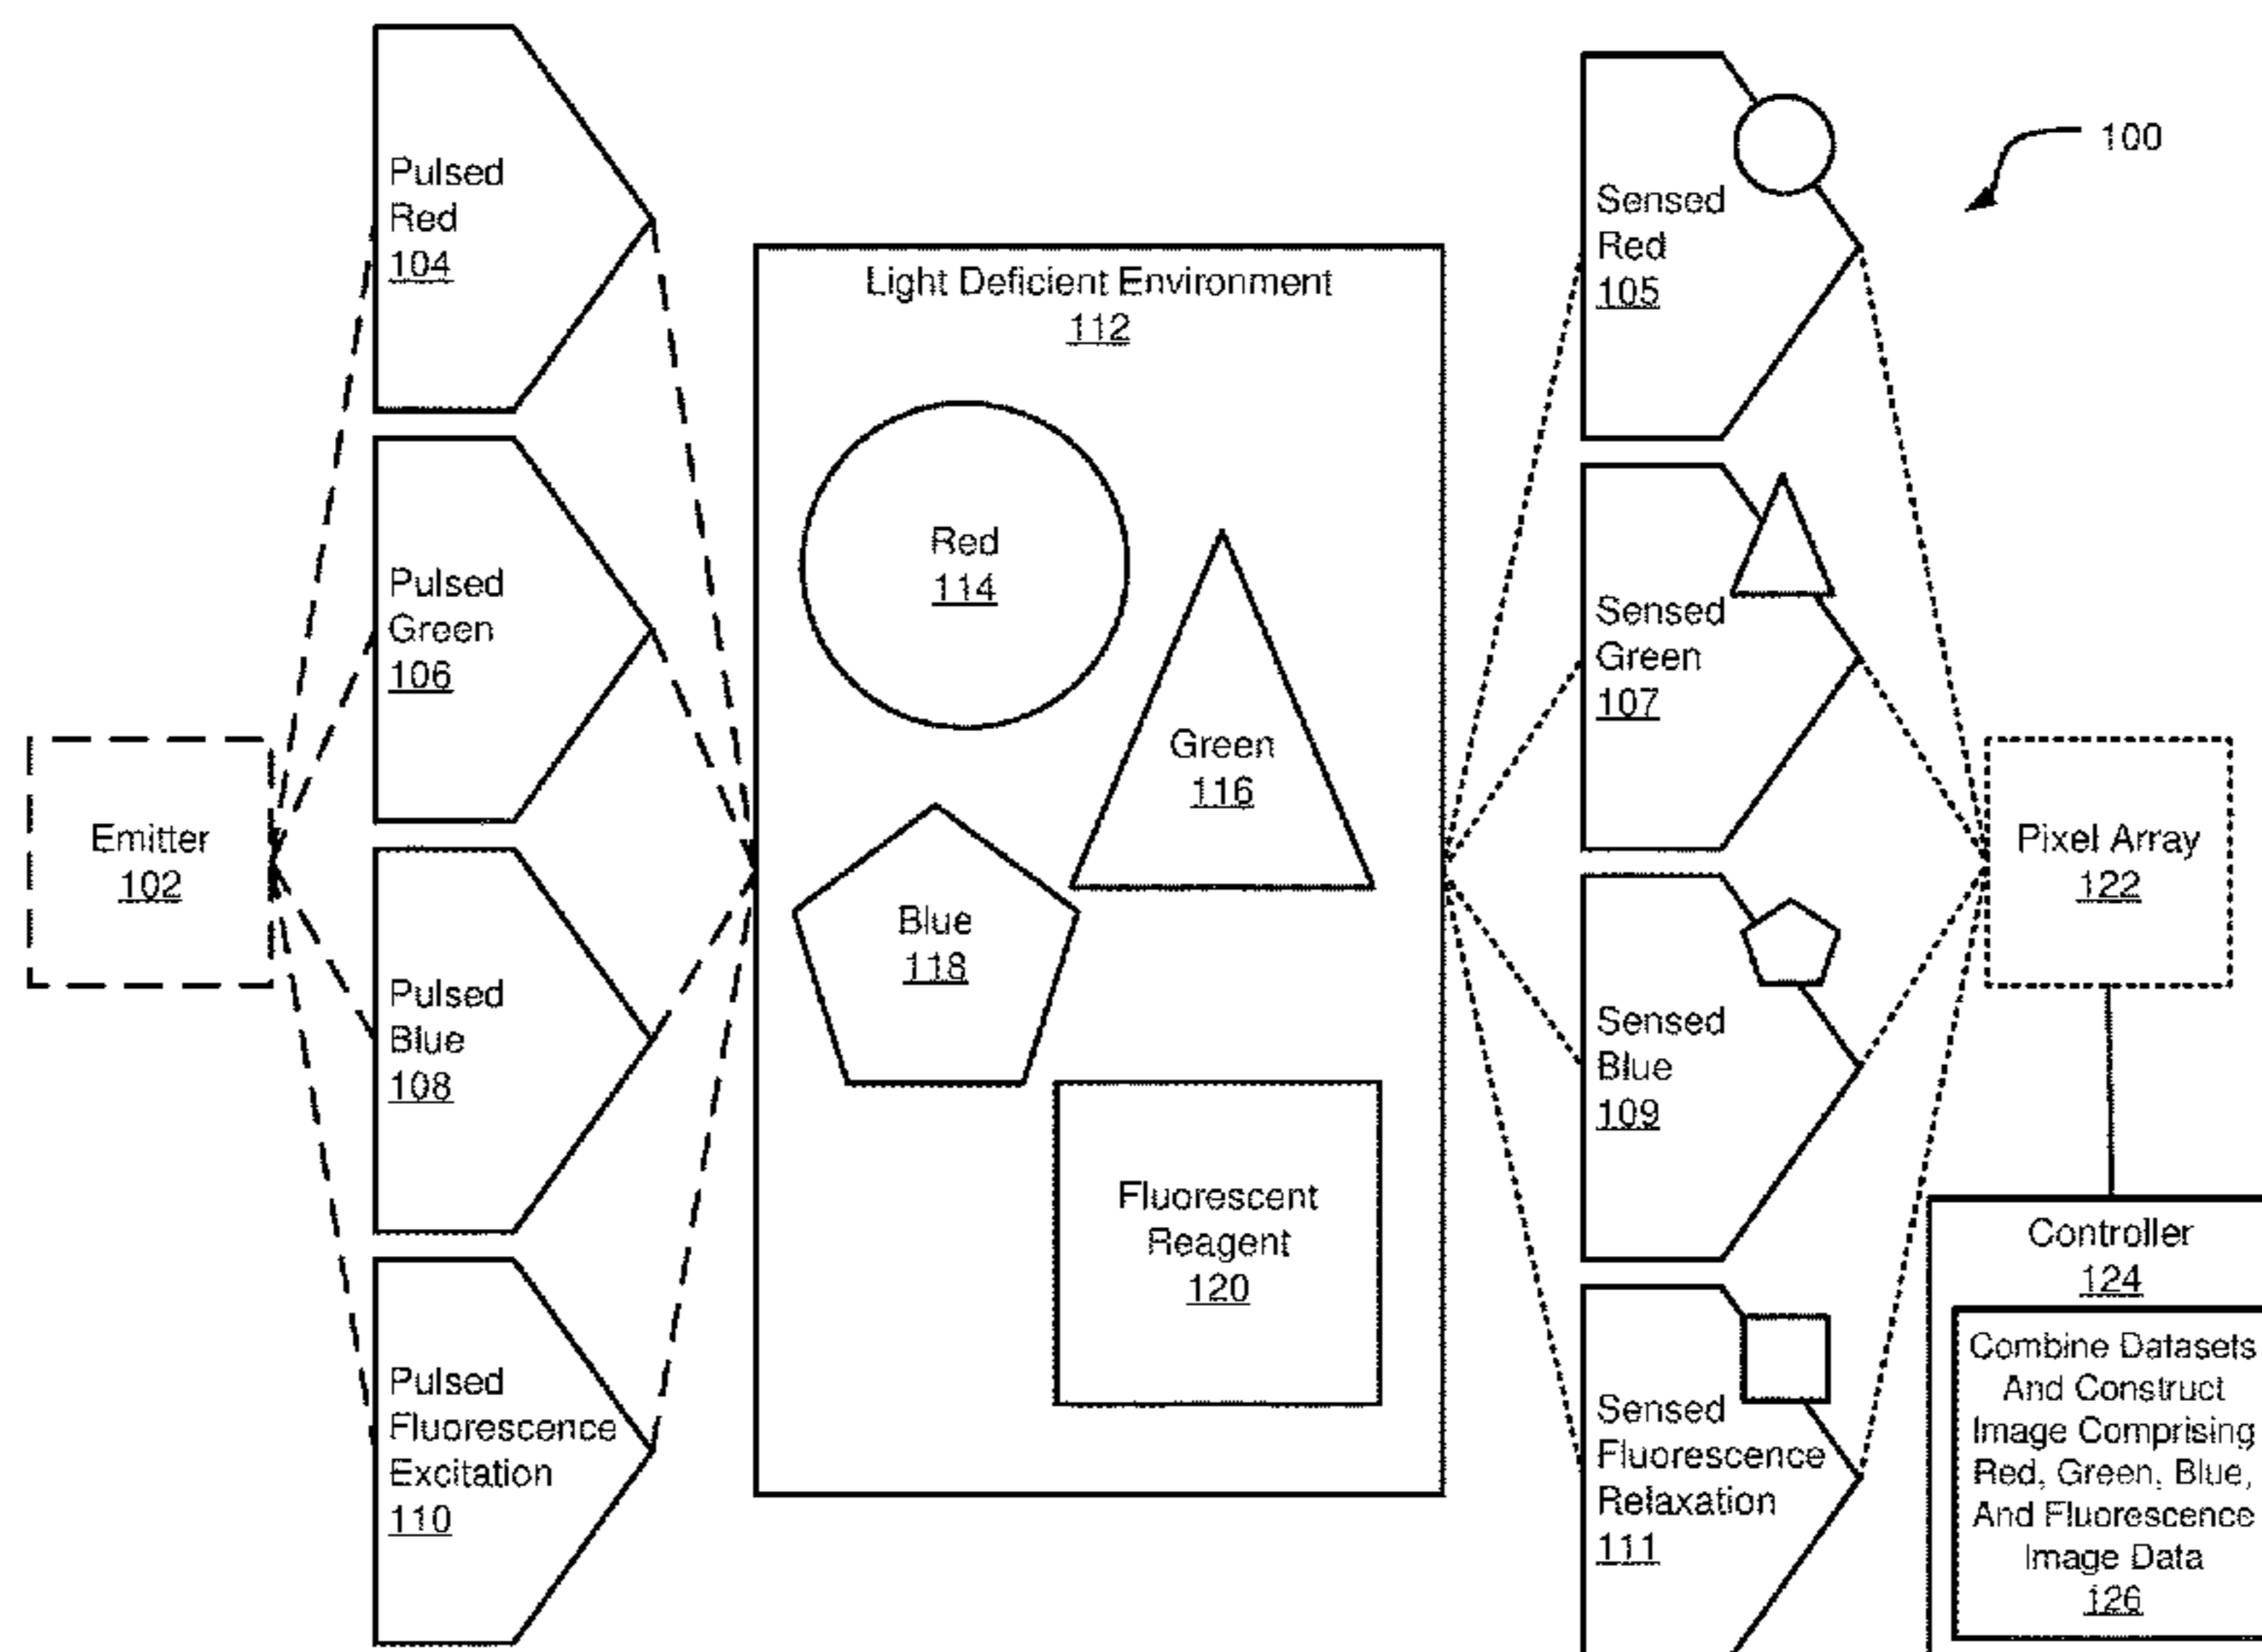 Pulsed
Red
104
Pulsed
Green
106
Emitter
102
Pulsed
Blue
108
Pulsed
Fluorescence
Excitation
110
Light Deficient Environment
112
Red
114
Green
116
Blue
118
Fluorescent
Reagent
120
Sensed
Red
105
Sensed
Green
107
Sensed
Blue
109
Sensed
Fluorescence
Relaxation
111
100
Pixel Array
122
Controller
124
Combine Datasets
And Construct
Image Comprising
Red, Green, Blue,
And Fluorescence
Image Data
126